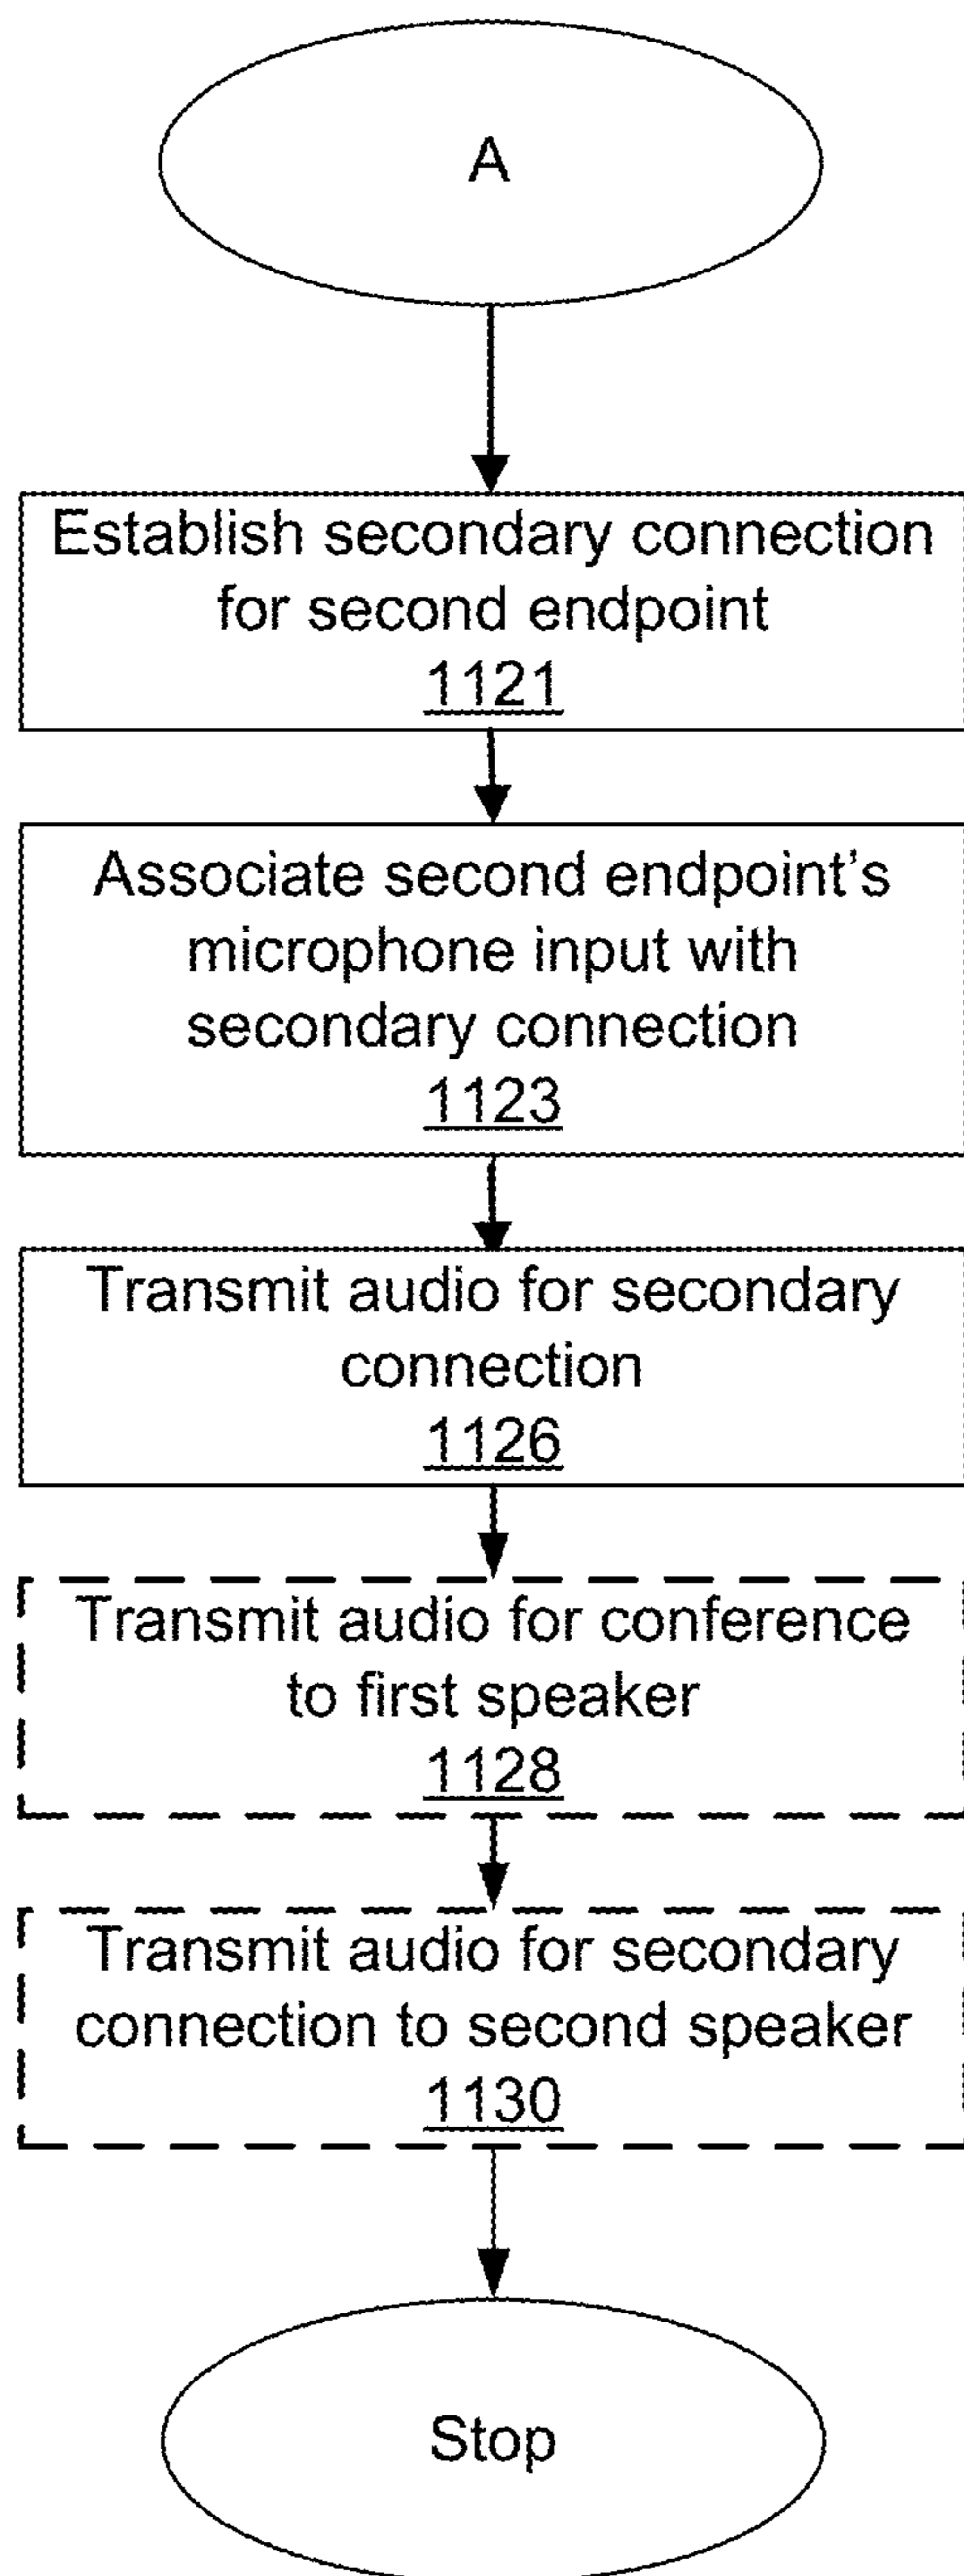 A
Establish secondary connection
for second endpoint
1121
Associate second endpoint's
microphone input with
secondary connection
1123
Transmit audio for secondary
connection
1126
Transmit audio for conference
to first speaker
1128
Transmit audio for secondary
connection to second speaker
1130
Stop